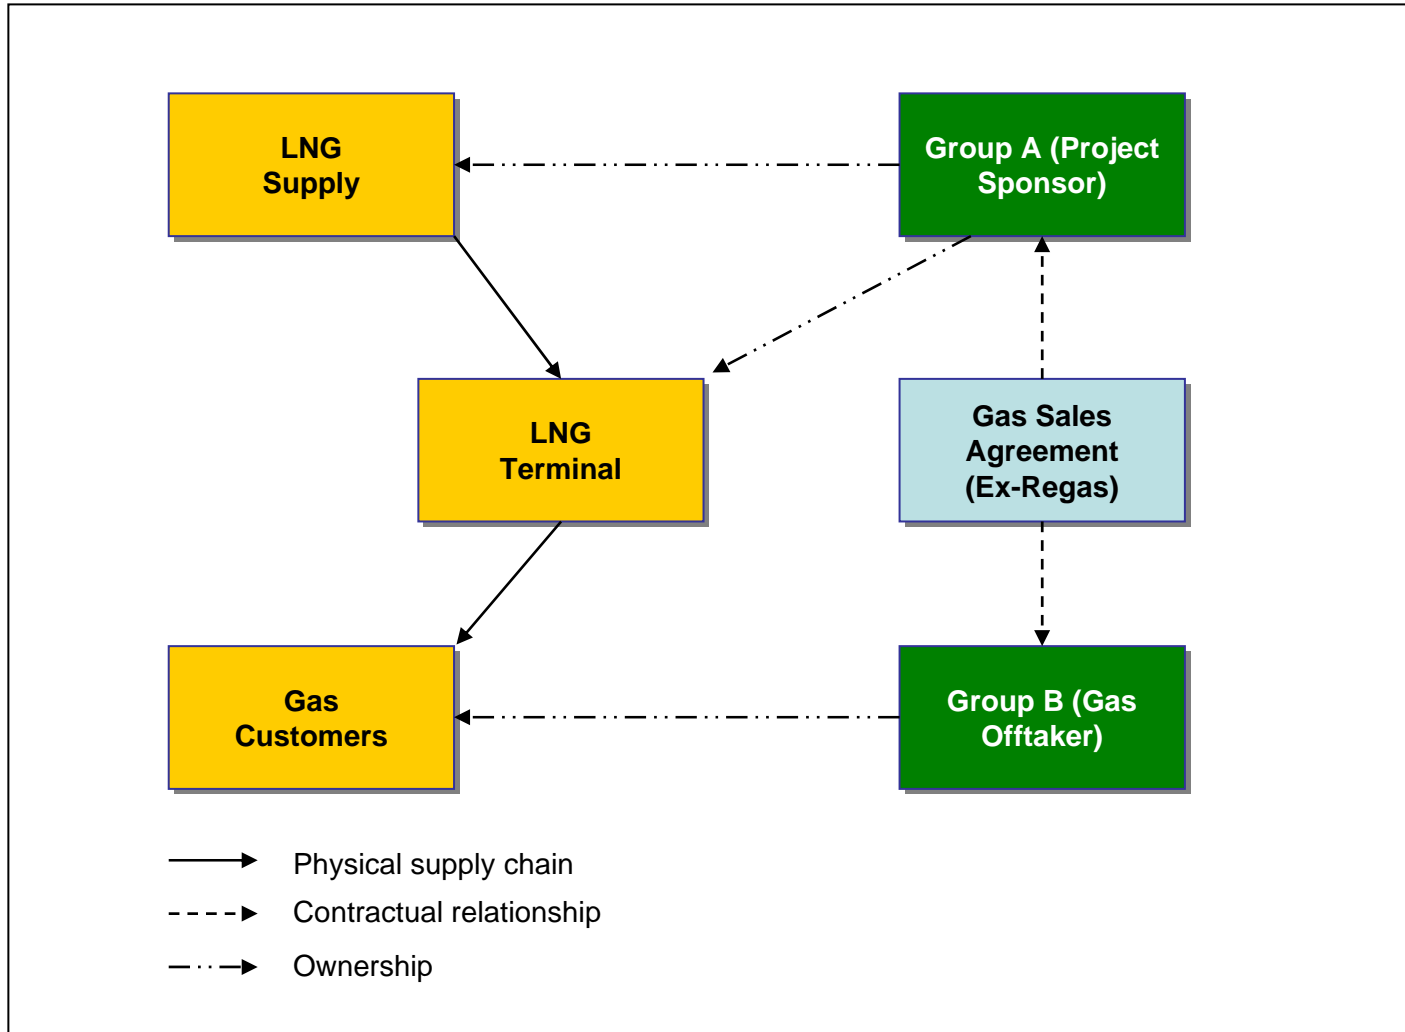 LNG
Supply
Group A (Project
Sponsor)
LNG
Terminal
Gas Sales
Agreement
(Ex-Regas)
Gas
Customers
Group B (Gas
Offtaker)
Physical supply chain
Contractual relationship
Ownership